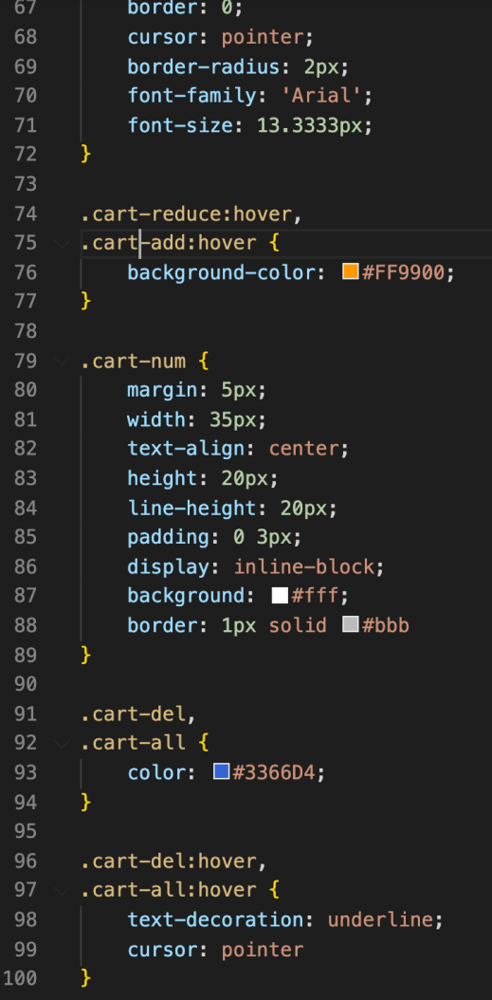 67 border: 0;
68 cursor: pointer;
69 border-radius: 2px;
70 font-family: 'Arial';
71 font-size: 13.3333px;
72 }
73
74 .cart-reduce:hover,
75 .cart-add:hover {
76 background-color: #FF9900;
77 }
78
79 .cart-num {
80 margin: 5px;
81 width: 35px;
82 text-align: center;
83 height: 20px;
84 line-height: 20px;
85 padding: 0 3px;
86 display: inline-block;
87 background: #fff;
88 border: 1px solid #bbb
89 }
90
91 .cart-del,
92 .cart-all {
93 color: #3366D4;
94 }
95
96 .cart-del:hover,
97 .cart-all:hover {
98 text-decoration: underline;
99 cursor: pointer
100 }